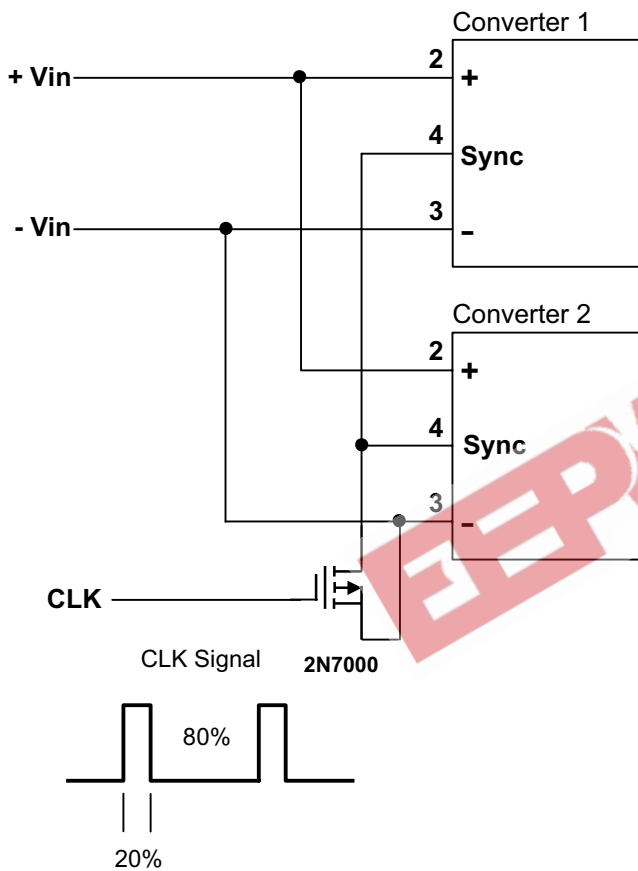 Converter 1
2
+ Vin
+
4
Sync
3
- Vin
-
Converter 2
2
+
4
Sync
3
-
CLK
CLK Signal
2N7000
80%
20%